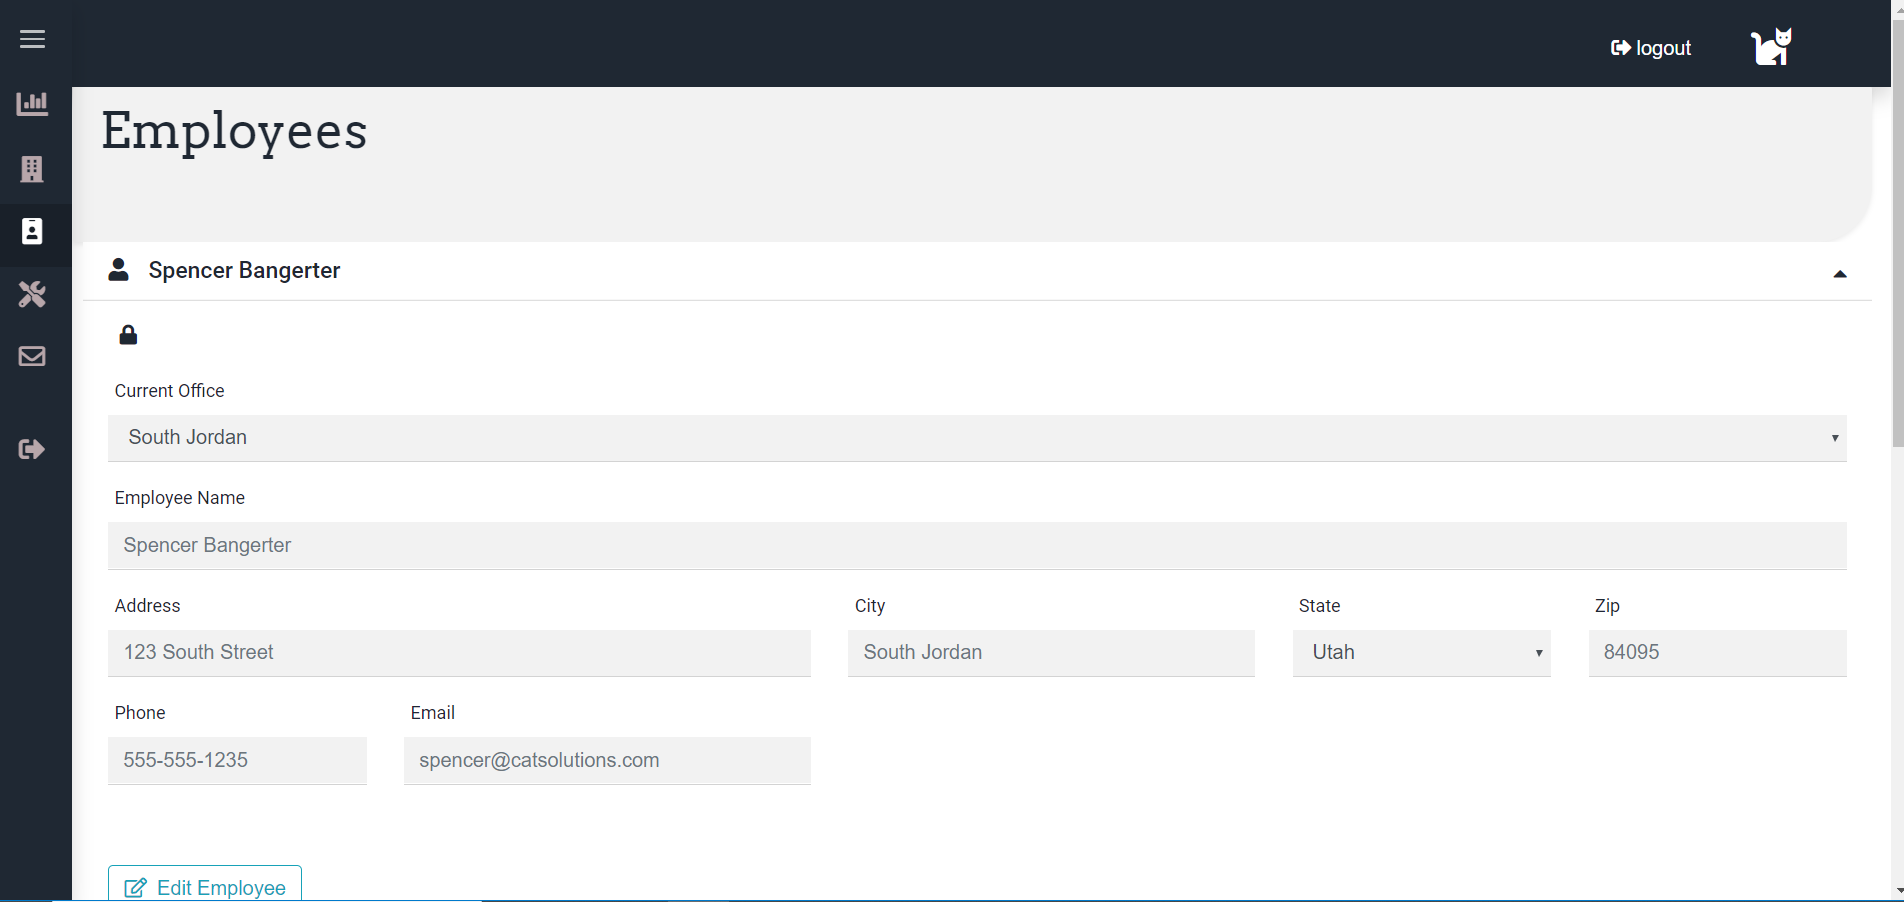 logout
Employees
Spencer Bangerter
Current Office
South Jordan
Employee Name
Spencer Bangerter
Address City State Zip
123 South Street South Jordan Utah 84095
Phone Email
555-555-1235 spencer@catsolutions.com
Edit Employee